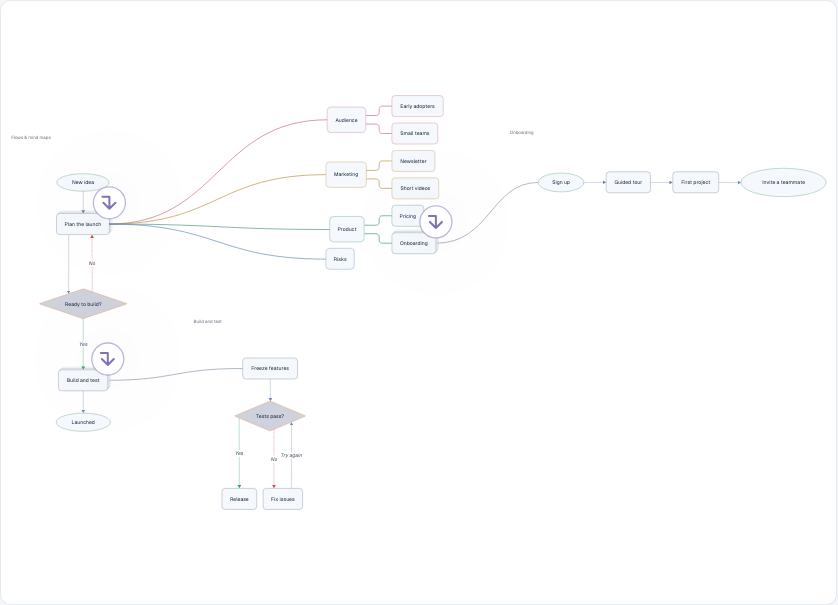 Flows & mind maps
New idea
Plan the launch
No
Ready to build?
Yes
Build and test
Launched
Audience
Early adopters
Small teams
Marketing
Newsletter
Short videos
Product
Pricing
Onboarding
Risks
Onboarding
Sign up
Guided tour
First project
Invite a teammate
Build and test
Freeze features
Tests pass?
Yes
No
Try again
Release
Fix issues